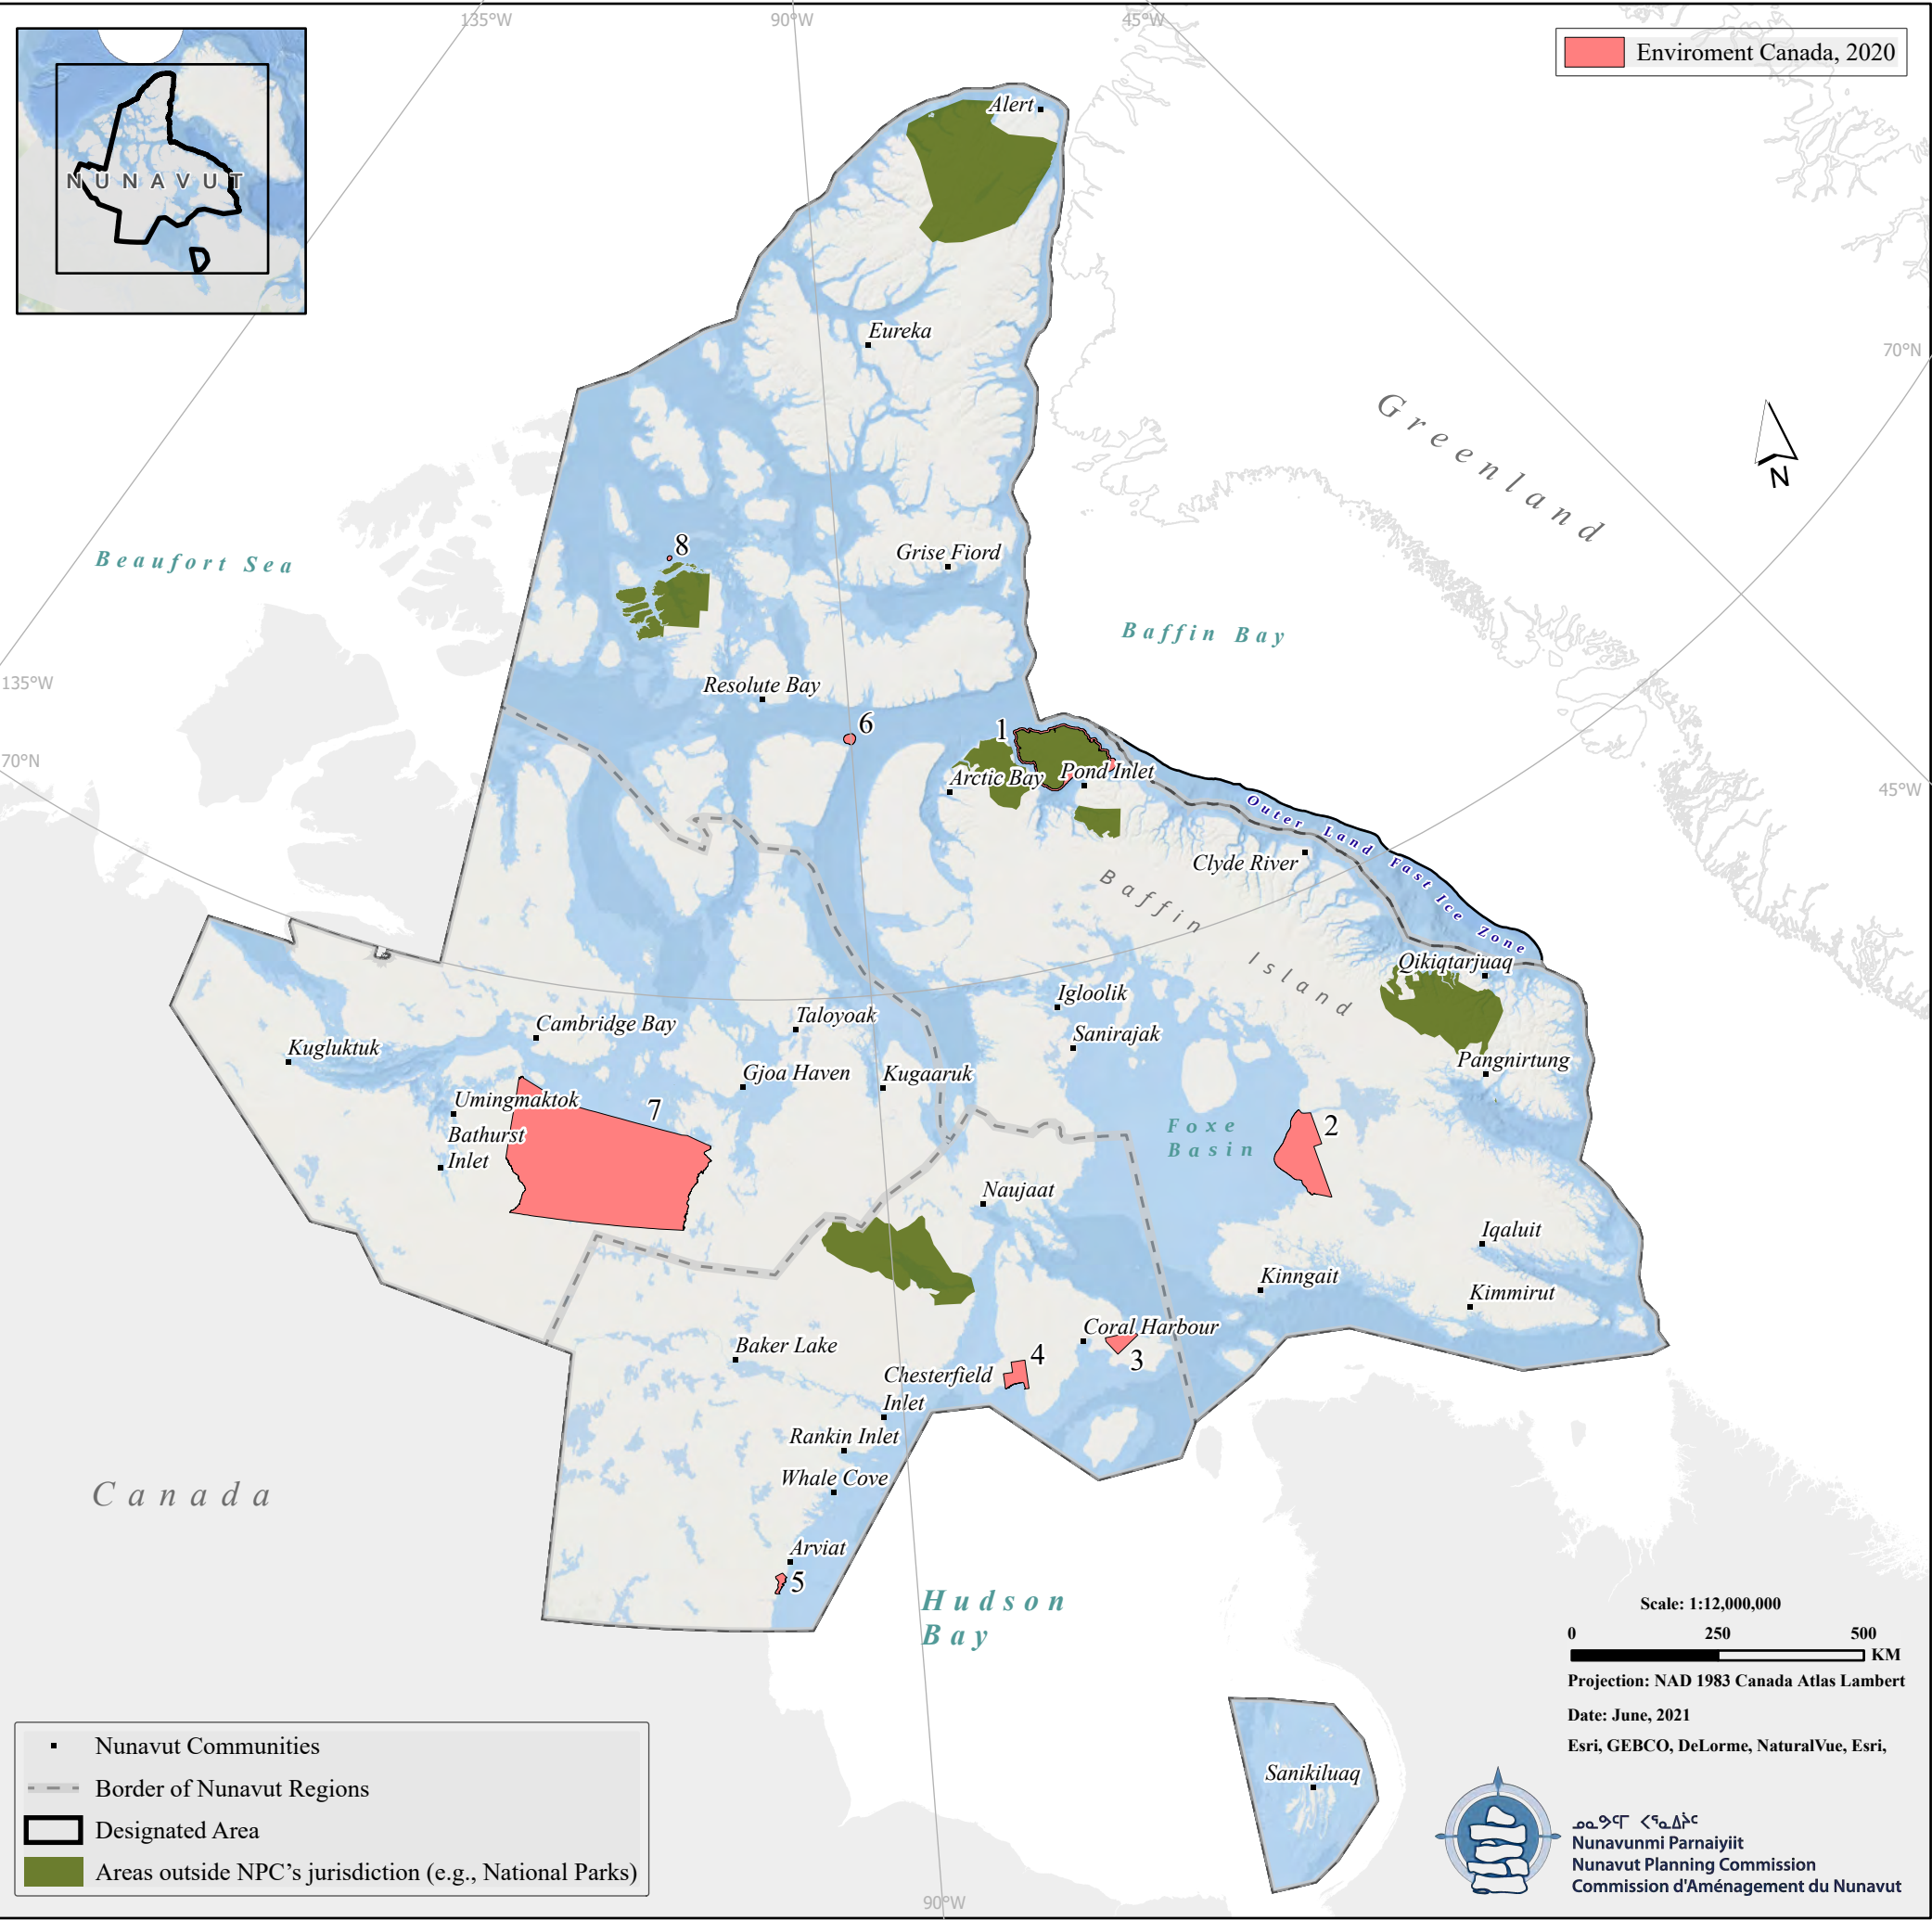 135°W
90°W
45°W
Enviroment Canada, 2020
NUNAVUT
Alert
70°N
Eureka
Greenland
N
8
Beaufort Sea
Grise Fiord
Baffin Bay
135°W
Resolute Bay
6
1
70°N
Arctic Bay
Pond Inlet
45°W
Outer Land Fast Ice Zone
Clyde River
Baffin Island
Qikiqtarjuaq
Igloolik
Taloyoak
Cambridge Bay
Sanirajak
Kugluktuk
Pangnirtung
Gjoa Haven
Kugaaruk
Umingmaktok
7
Foxe
Basin
2
Bathurst
Inlet
Naujaat
Iqaluit
Kinngait
Kimmirut
Coral Harbour
Baker Lake
4
3
Chesterfield
Inlet
Rankin Inlet
Whale Cove
Canada
Arviat
5
Hudson
Bay
Scale: 1:12,000,000
0 250 500
KM
Projection: NAD 1983 Canada Atlas Lambert
Date: June, 2021
Esri, GEBCO, DeLorme, NaturalVue, Esri,
Sanikiluaq
Nunavut Communities
Border of Nunavut Regions
Designated Area
Areas outside NPC's jurisdiction (e.g., National Parks)
90°W
ᓄᓇᕗᒻᒥ ᐸᕐᓇᐃᔩᑦ
Nunavunmi Parnaiyiit
Nunavut Planning Commission
Commission d'Aménagement du Nunavut